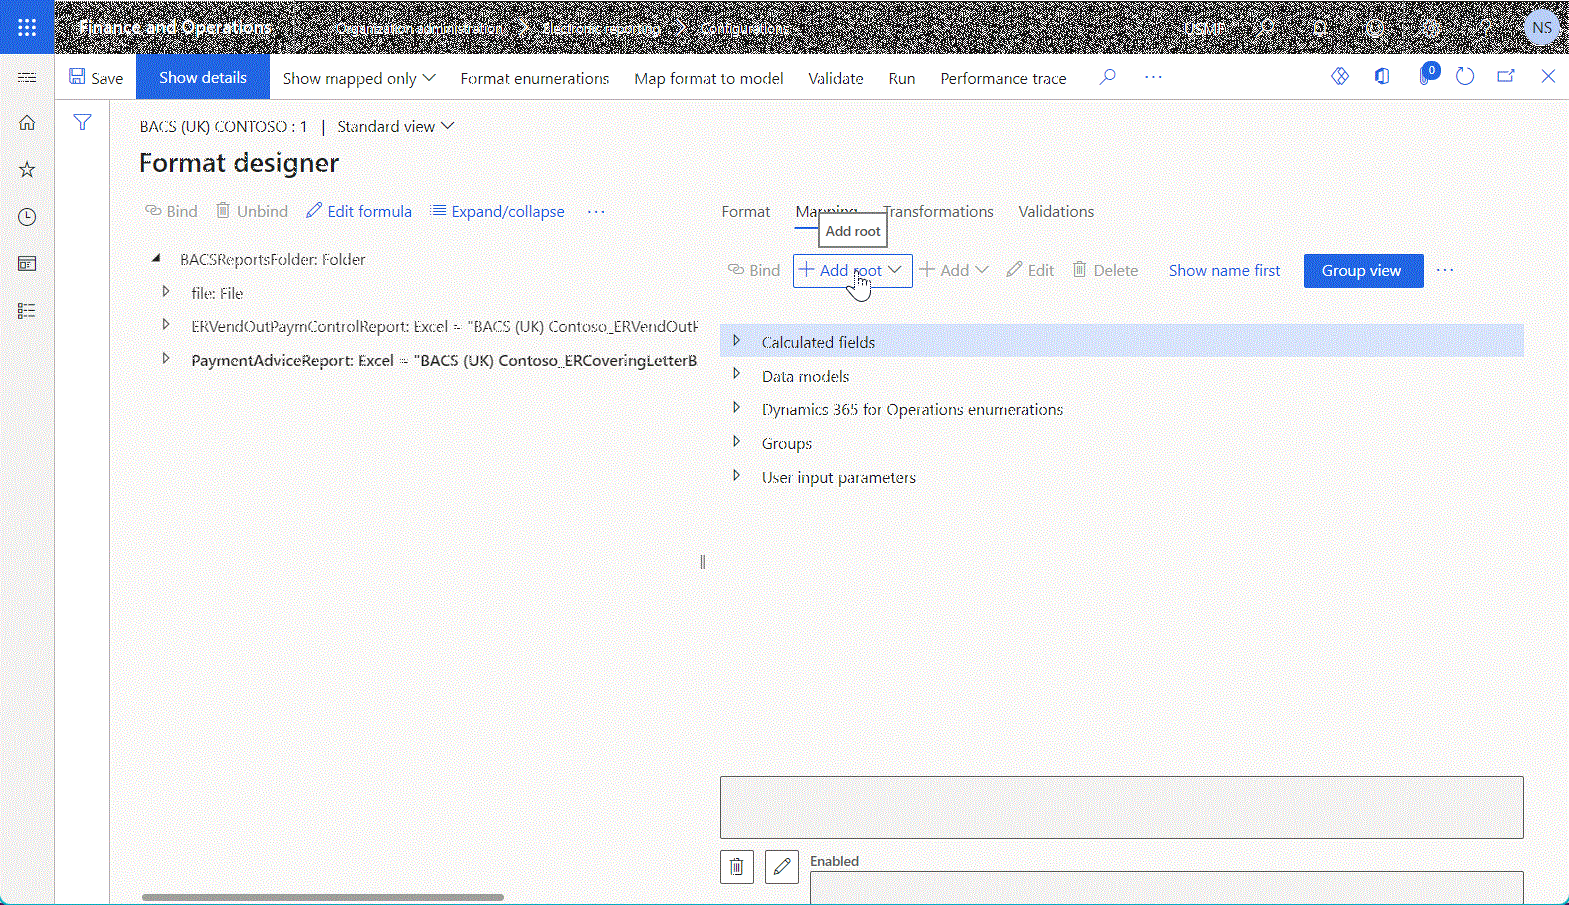 Finance and Operations Organization administration Electronic reporting Configurations USMF NS
Save Show details Show mapped only Format enumerations Map format to model Validate Run Performance trace ··· 0
BACS (UK) CONTOSO : 1 | Standard view
Format designer
Bind Unbind Edit formula Expand/collapse ···
Format Mapping Transformations Validations
Add root
Bind Add root Add Edit Delete Show name first Group view ···
BACSReportsFolder: Folder
file: File
ERVendOutPaymControlReport: Excel = "BACS (UK) Contoso_ERVendOutP
PaymentAdviceReport: Excel = "BACS (UK) Contoso_ERCoveringLetterB
Calculated fields
Data models
Dynamics 365 for Operations enumerations
Groups
User input parameters
Enabled